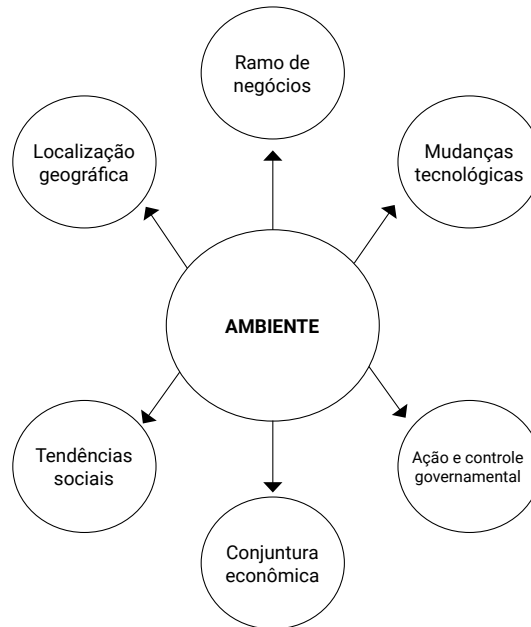 Ramo de
negócios
Localização
geográfica
Mudanças
tecnológicas
AMBIENTE
Tendências
sociais
Ação e controle
governamental
Conjuntura
econômica